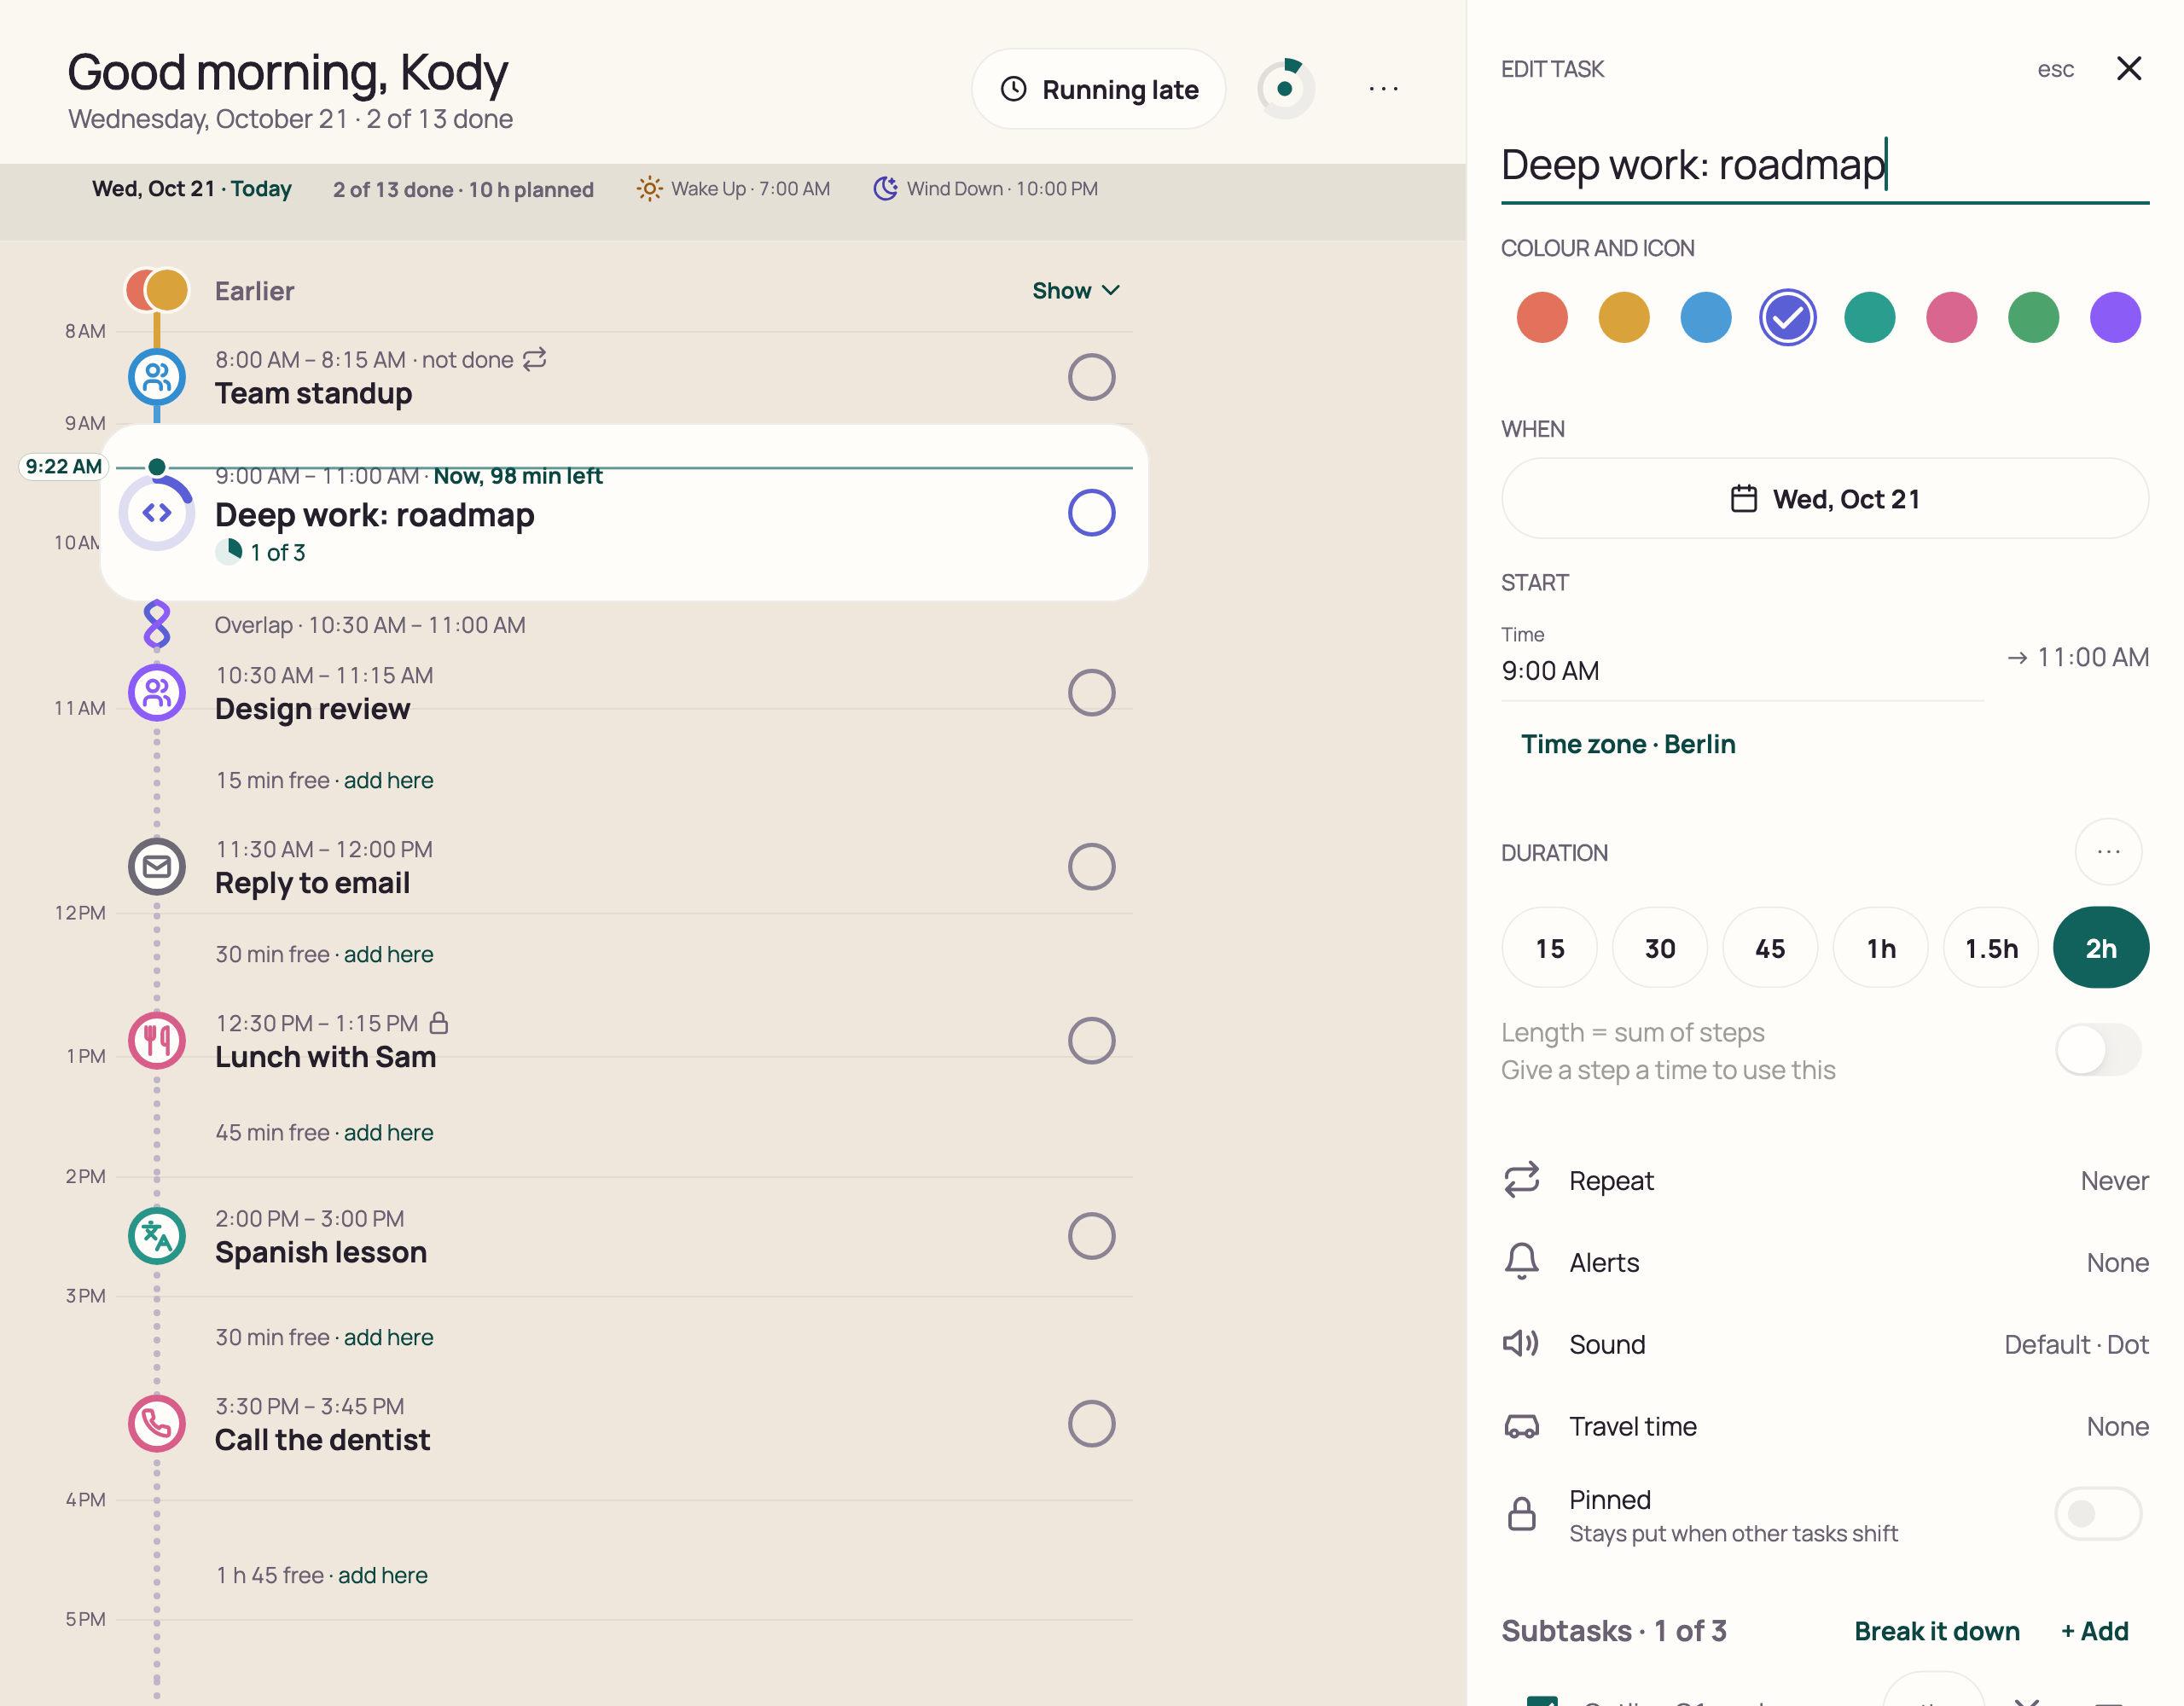 Good morning, Kody
Wednesday, October 21 · 2 of 13 done
Running late
Wed, Oct 21 · Today
2 of 13 done · 10 h planned
Wake Up · 7:00 AM
Wind Down · 10:00 PM
Earlier
Show
8 AM
8:00 AM – 8:15 AM · not done
Team standup
9 AM
9:22 AM
9:00 AM – 11:00 AM · Now, 98 min left
Deep work: roadmap
10 AM
1 of 3
Overlap · 10:30 AM – 11:00 AM
10:30 AM – 11:15 AM
11 AM
Design review
15 min free · add here
11:30 AM – 12:00 PM
Reply to email
12 PM
30 min free · add here
12:30 PM – 1:15 PM
1 PM
Lunch with Sam
45 min free · add here
2 PM
2:00 PM – 3:00 PM
Spanish lesson
3 PM
30 min free · add here
3:30 PM – 3:45 PM
Call the dentist
4 PM
1 h 45 free · add here
5 PM
EDIT TASK
esc
Deep work: roadmap
COLOUR AND ICON
WHEN
Wed, Oct 21
START
Time
9:00 AM
→ 11:00 AM
Time zone · Berlin
DURATION
15
30
45
1h
1.5h
2h
Length = sum of steps
Give a step a time to use this
Repeat
Never
Alerts
None
Sound
Default · Dot
Travel time
None
Pinned
Stays put when other tasks shift
Subtasks · 1 of 3
Break it down
+ Add